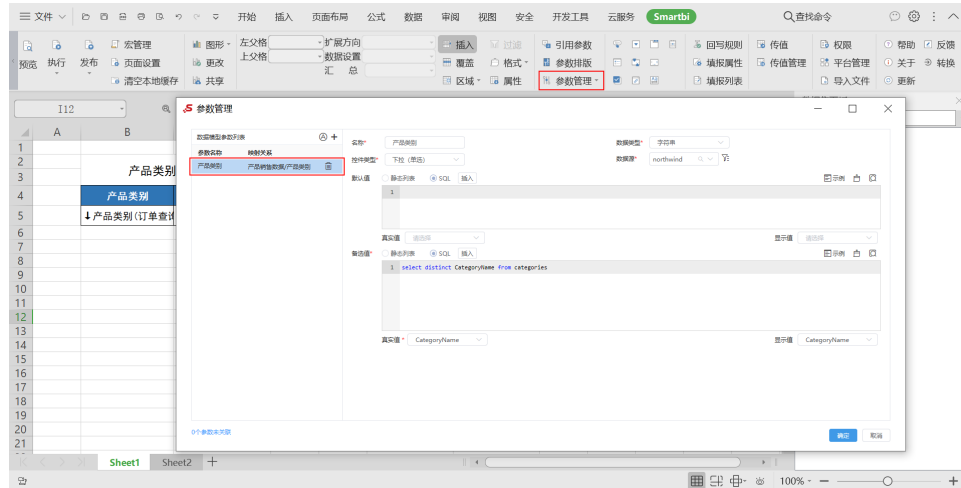 文件 开始 插入 页面布局 公式 数据 审阅 视图 安全 开发工具 云服务 Smartbi 查找命令
宏管理 图形 左父格 扩展方向 插入 过滤 引用参数 回写规则 传值 权限 帮助 反馈
预览 执行 发布 页面设置 更改 上父格 数据设置 覆盖 格式 参数排版 填报属性 传值管理 平台管理 关于 转换
清空本地缓存 共享 汇 总 区域 属性 参数管理 填报列表 导入文件 更新
I12 参数管理
A B
1
2
3 产品类别
4 产品类别
5 产品类别(订单查询
6
7
8
9
10
11
12
13
14
15
16
17
18
19
20
21
数据模型参数列表
参数名称 映射关系
产品类别 产品销售数据/产品类别
名称* 产品类别 数据类型* 字符串
控件类型* 下拉 (单选) 数据源* northwind
默认值 静态列表 SQL 插入 示例
1
真实值 请选择 显示值 请选择
备选值* 静态列表 SQL 插入 示例
1 select distinct CategoryName from categories
真实值* CategoryName 显示值 CategoryName
0个参数未关联 确定 取消
Sheet1 Sheet2
100%